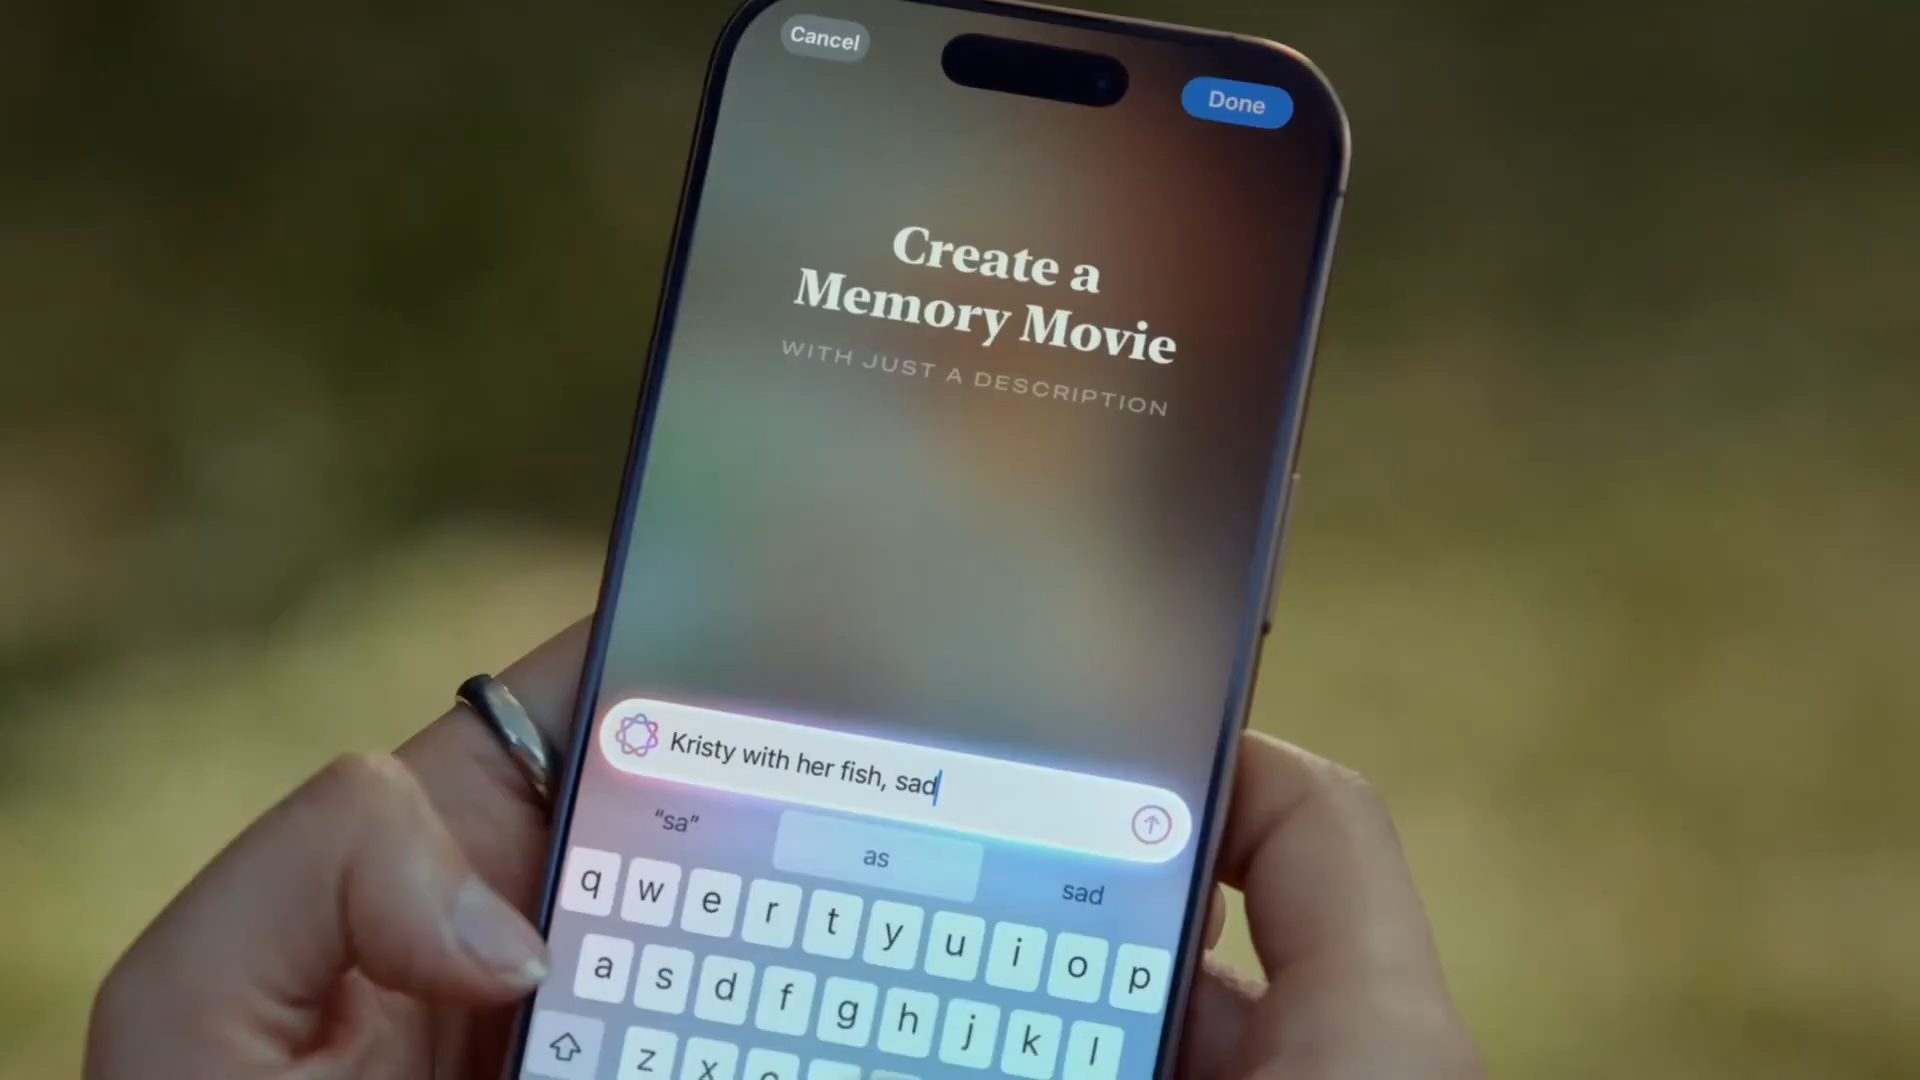 Cancel
Done
Create a
Memory Movie
WITH JUST A DESCRIPTION
Kristy with her fish, sad
“sa”
as
sad
q w e r t y u i o p
a s d f g h j k l
z x